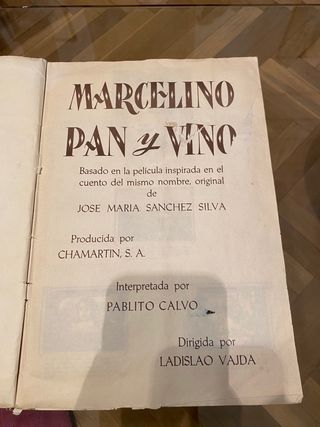 MARCELINO
PAN y VINO
Basado en la película inspirada en el
cuento del mismo nombre, original
de
JOSE MARIA SANCHEZ SILVA
Producida por
CHAMARTIN, S. A.
Interpretada por
PABLITO CALVO
Dirigida por
LADISLAO VAJDA